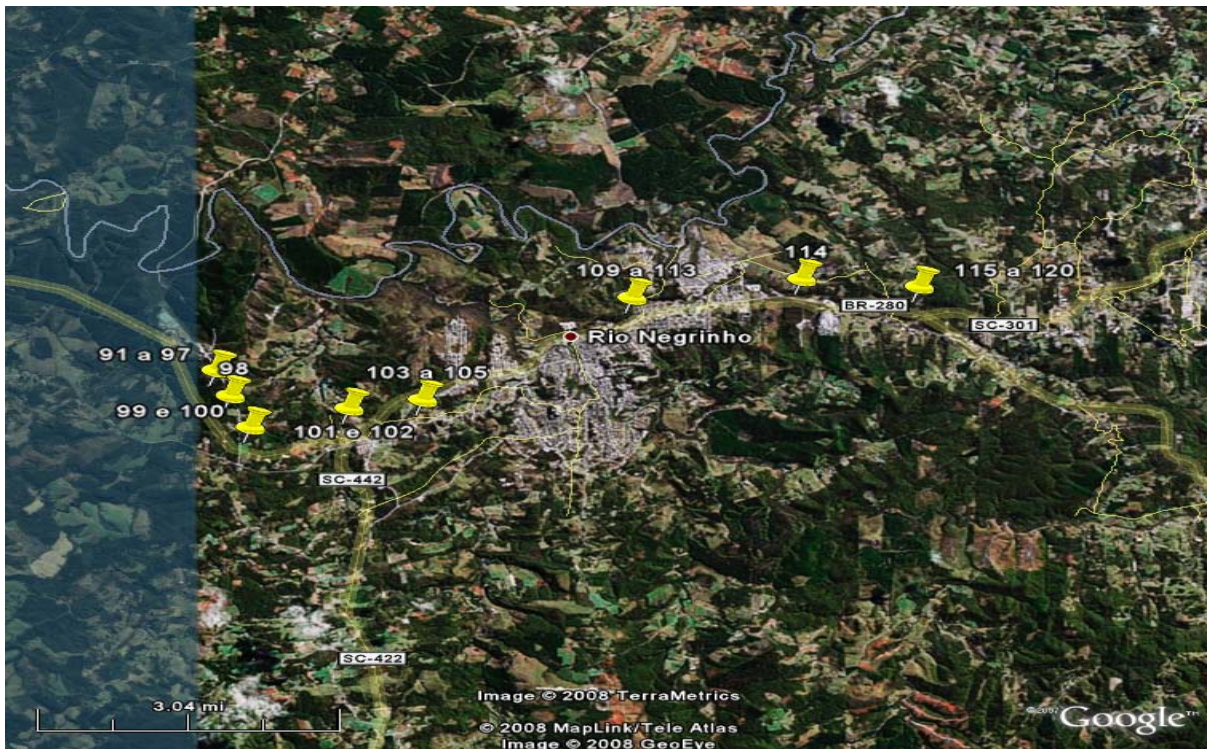 114
109 a 113
115 a 120
BR-280
SC-301
Rio Negrinho
91 a 97
98
103 a 105
99 e 100
101 e 102
SC-442
SC-422
3.04 mi
Image © 2008 TerraMetrics
© 2008 MapLink/Tele Atlas
Image © 2008 GeoEye
©2007 Google™